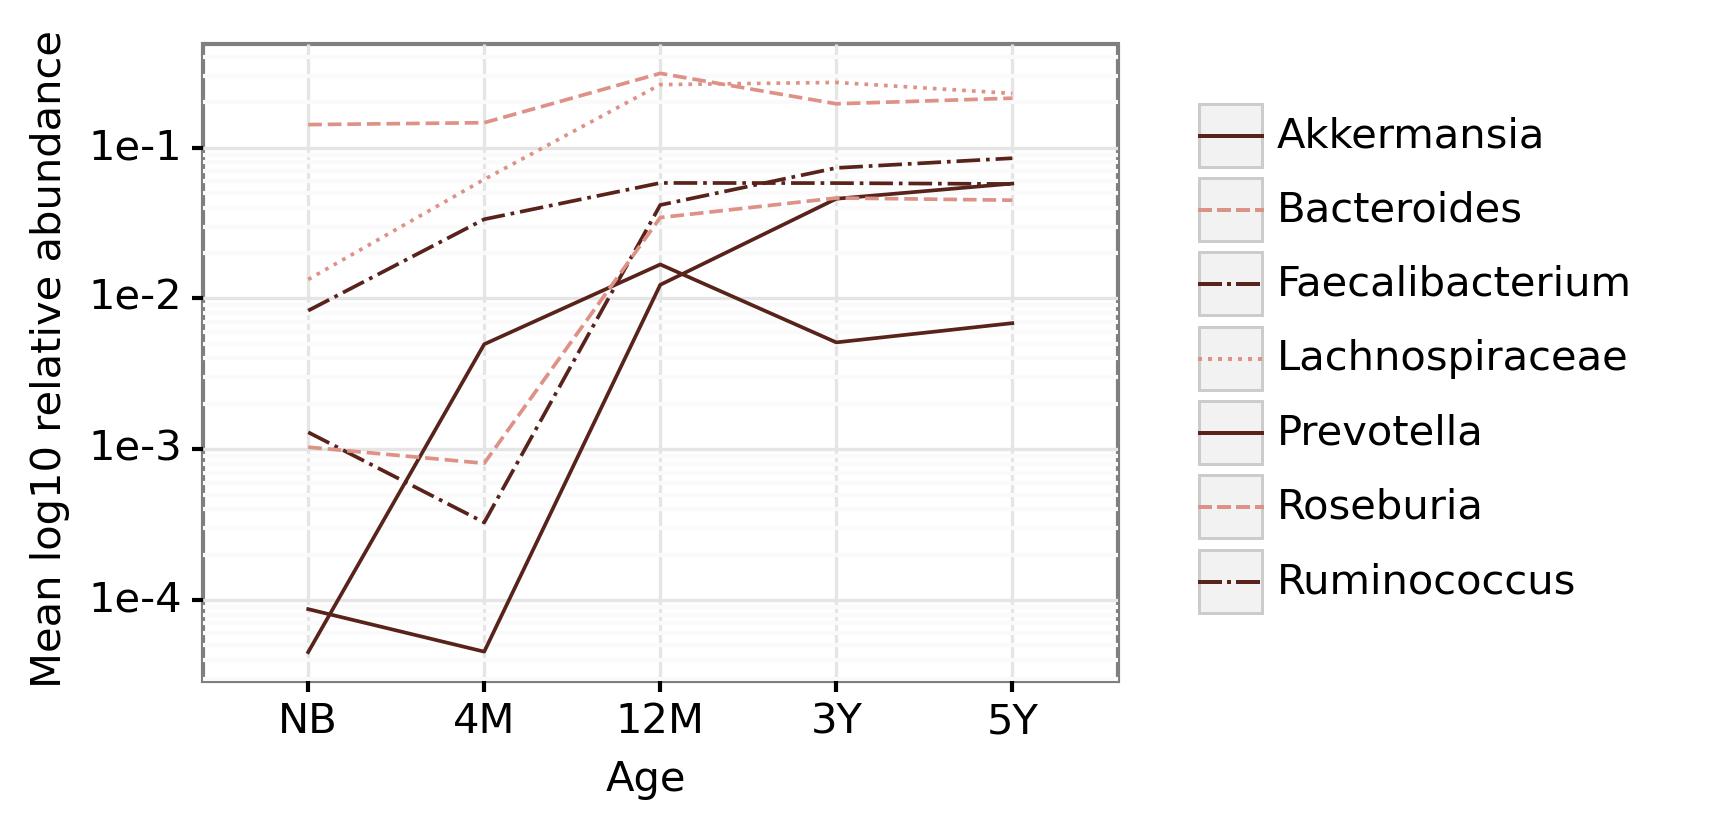 Mean log10 relative abundance
1e-1
1e-2
1e-3
1e-4
NB 4M 12M 3Y 5Y
Age
Akkermansia
Bacteroides
Faecalibacterium
Lachnospiraceae
Prevotella
Roseburia
Ruminococcus